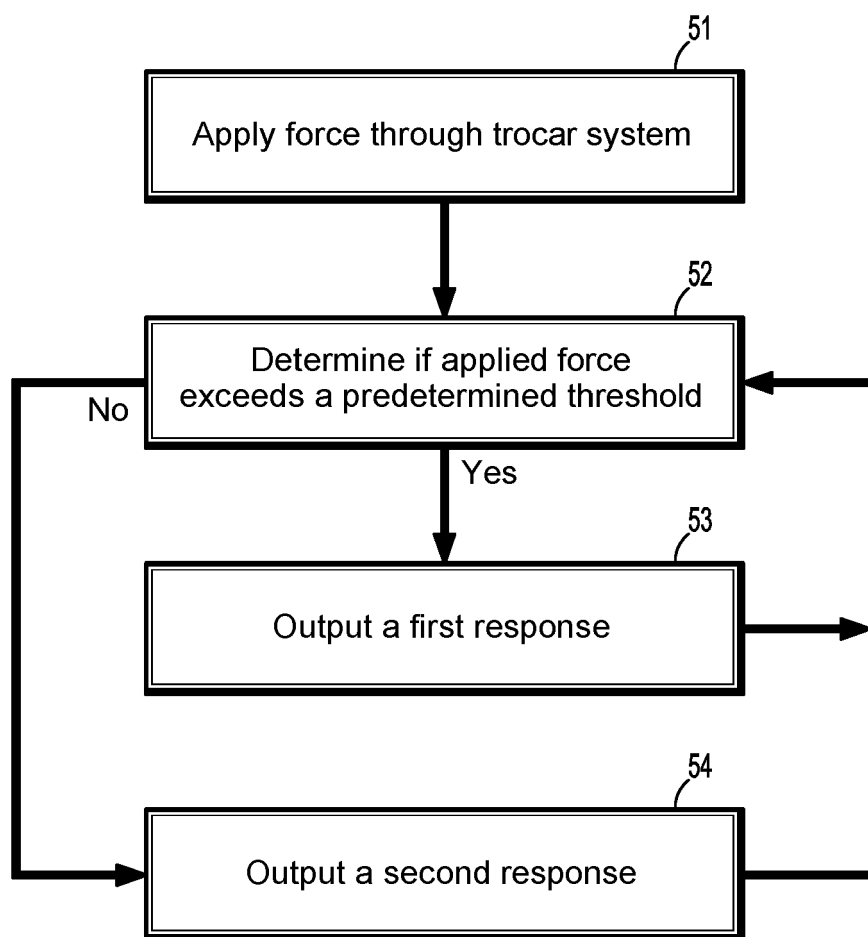 51
Apply force through trocar system
52
Determine if applied force
exceeds a predetermined threshold
No
Yes
53
Output a first response
54
Output a second response